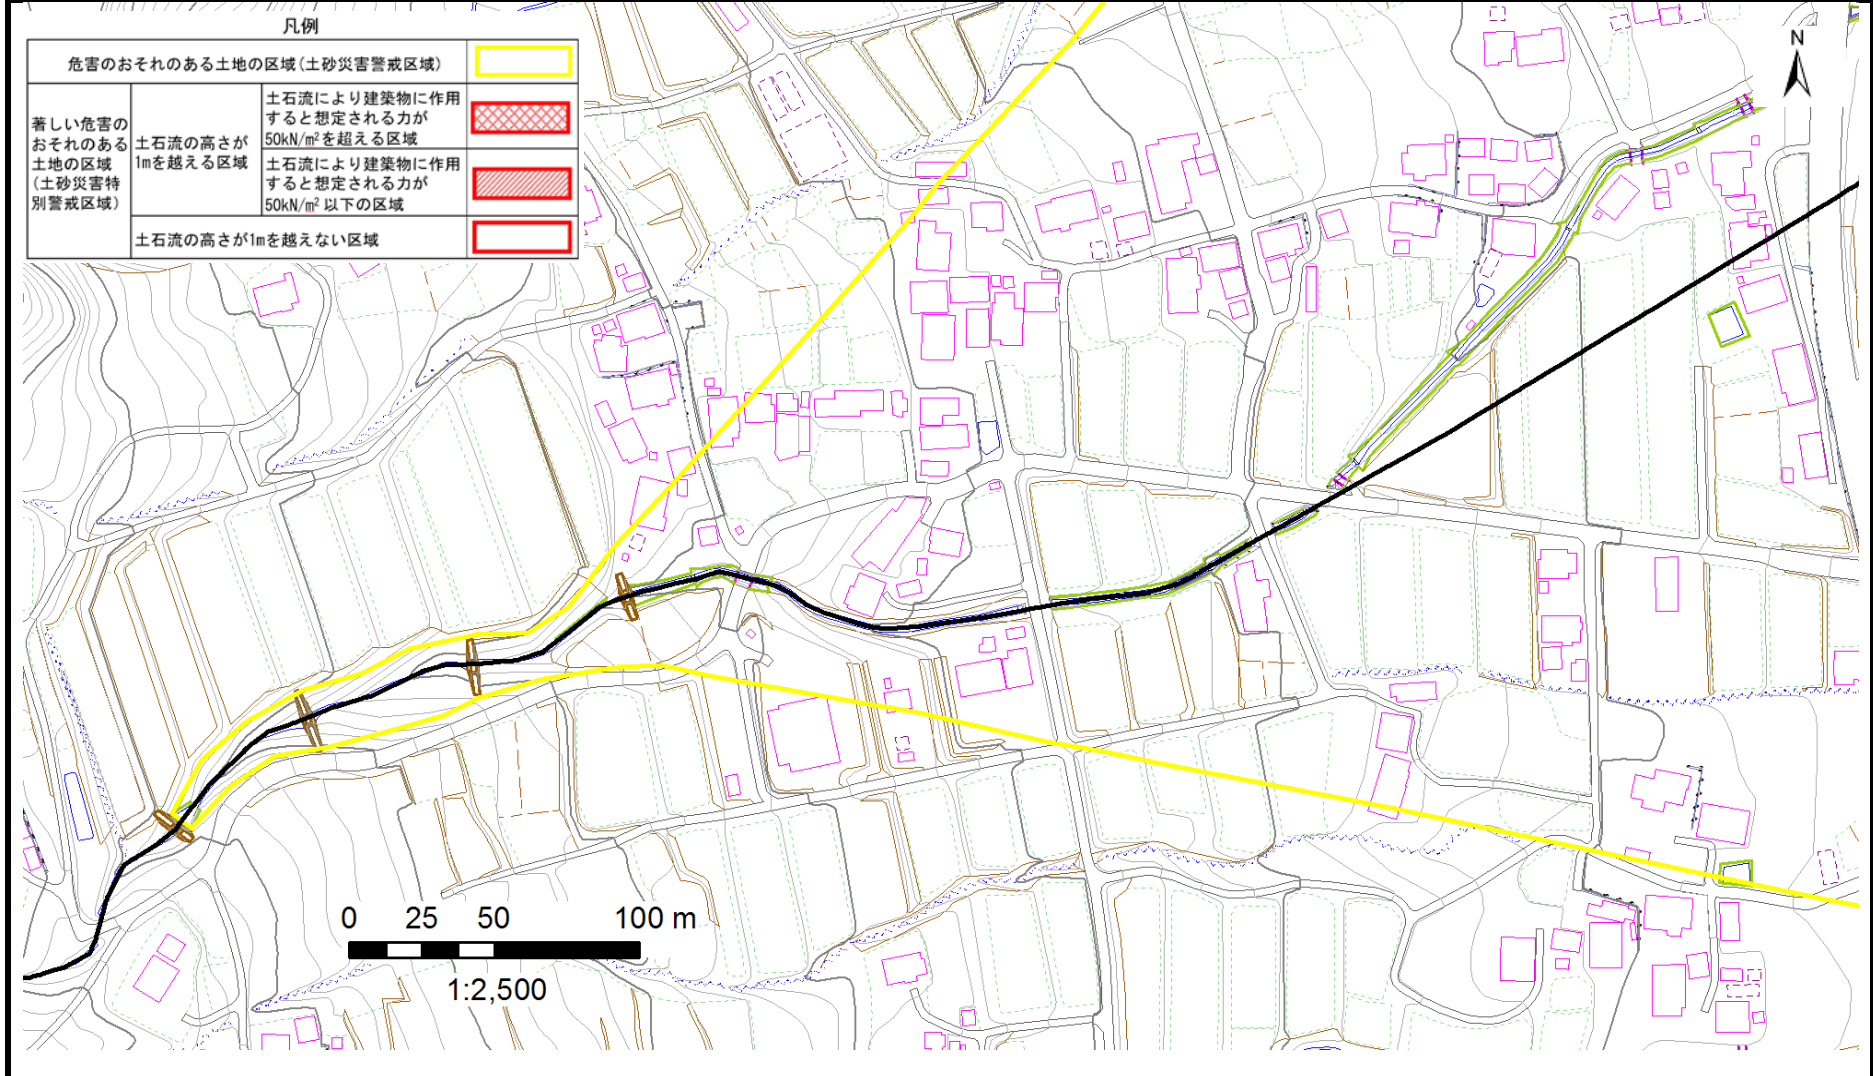 凡例
危害のおそれのある土地の区域(土砂災害警戒区域)
著しい危害の
おそれのある
土地の区域
(土砂災害特
別警戒区域)
土石流の高さが
1mを越える区域
土石流により建築物に作用
すると想定される力が
50kN/m²を超える区域
土石流により建築物に作用
すると想定される力が
50kN/m²以下の区域
土石流の高さが1mを越えない区域
N
0 25 50 100 m
1:2,500